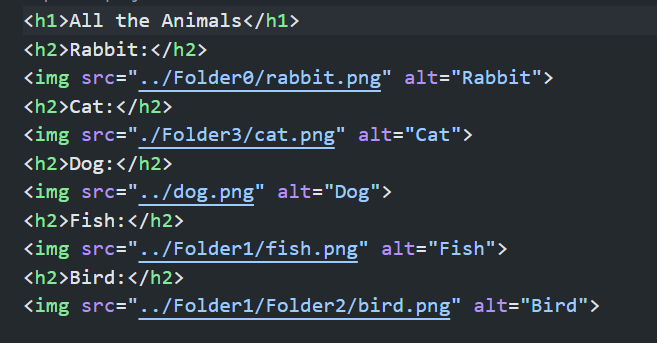 <h1>All the Animals</h1>
<h2>Rabbit:</h2>
<img src="../Folder0/rabbit.png" alt="Rabbit">
<h2>Cat:</h2>
<img src="./Folder3/cat.png" alt="Cat">
<h2>Dog:</h2>
<img src="../dog.png" alt="Dog">
<h2>Fish:</h2>
<img src="../Folder1/fish.png" alt="Fish">
<h2>Bird:</h2>
<img src="../Folder1/Folder2/bird.png" alt="Bird">